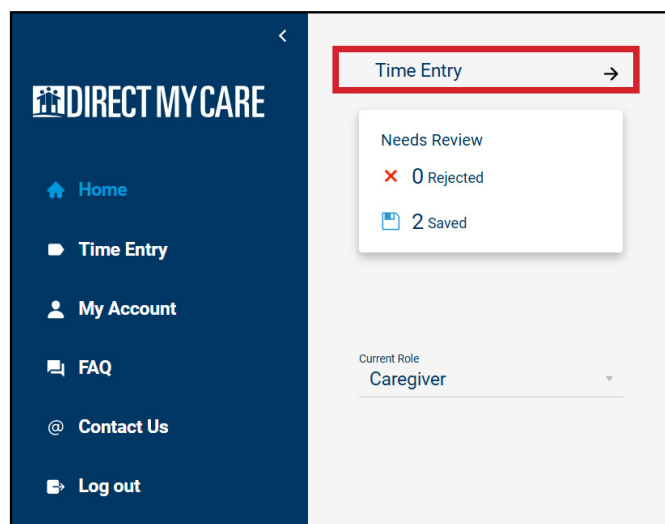 DIRECT MY CARE
Home
Time Entry
My Account
FAQ
@ Contact Us
Log out
Time Entry
Needs Review
0 Rejected
2 Saved
Current Role
Caregiver